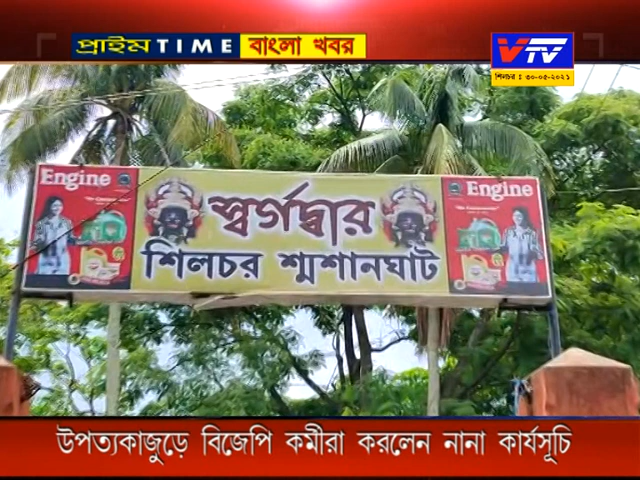 প্রাইম TIME বাংলা খবর
VTV
শিলচর : ৩০-০৫-২০২১
Engine
Engine
স্বর্গদ্বার
শিলচর শ্মশানঘাট
উপত্যকাজুড়ে বিজেপি কর্মীরা করলেন নানা কার্যসূচি